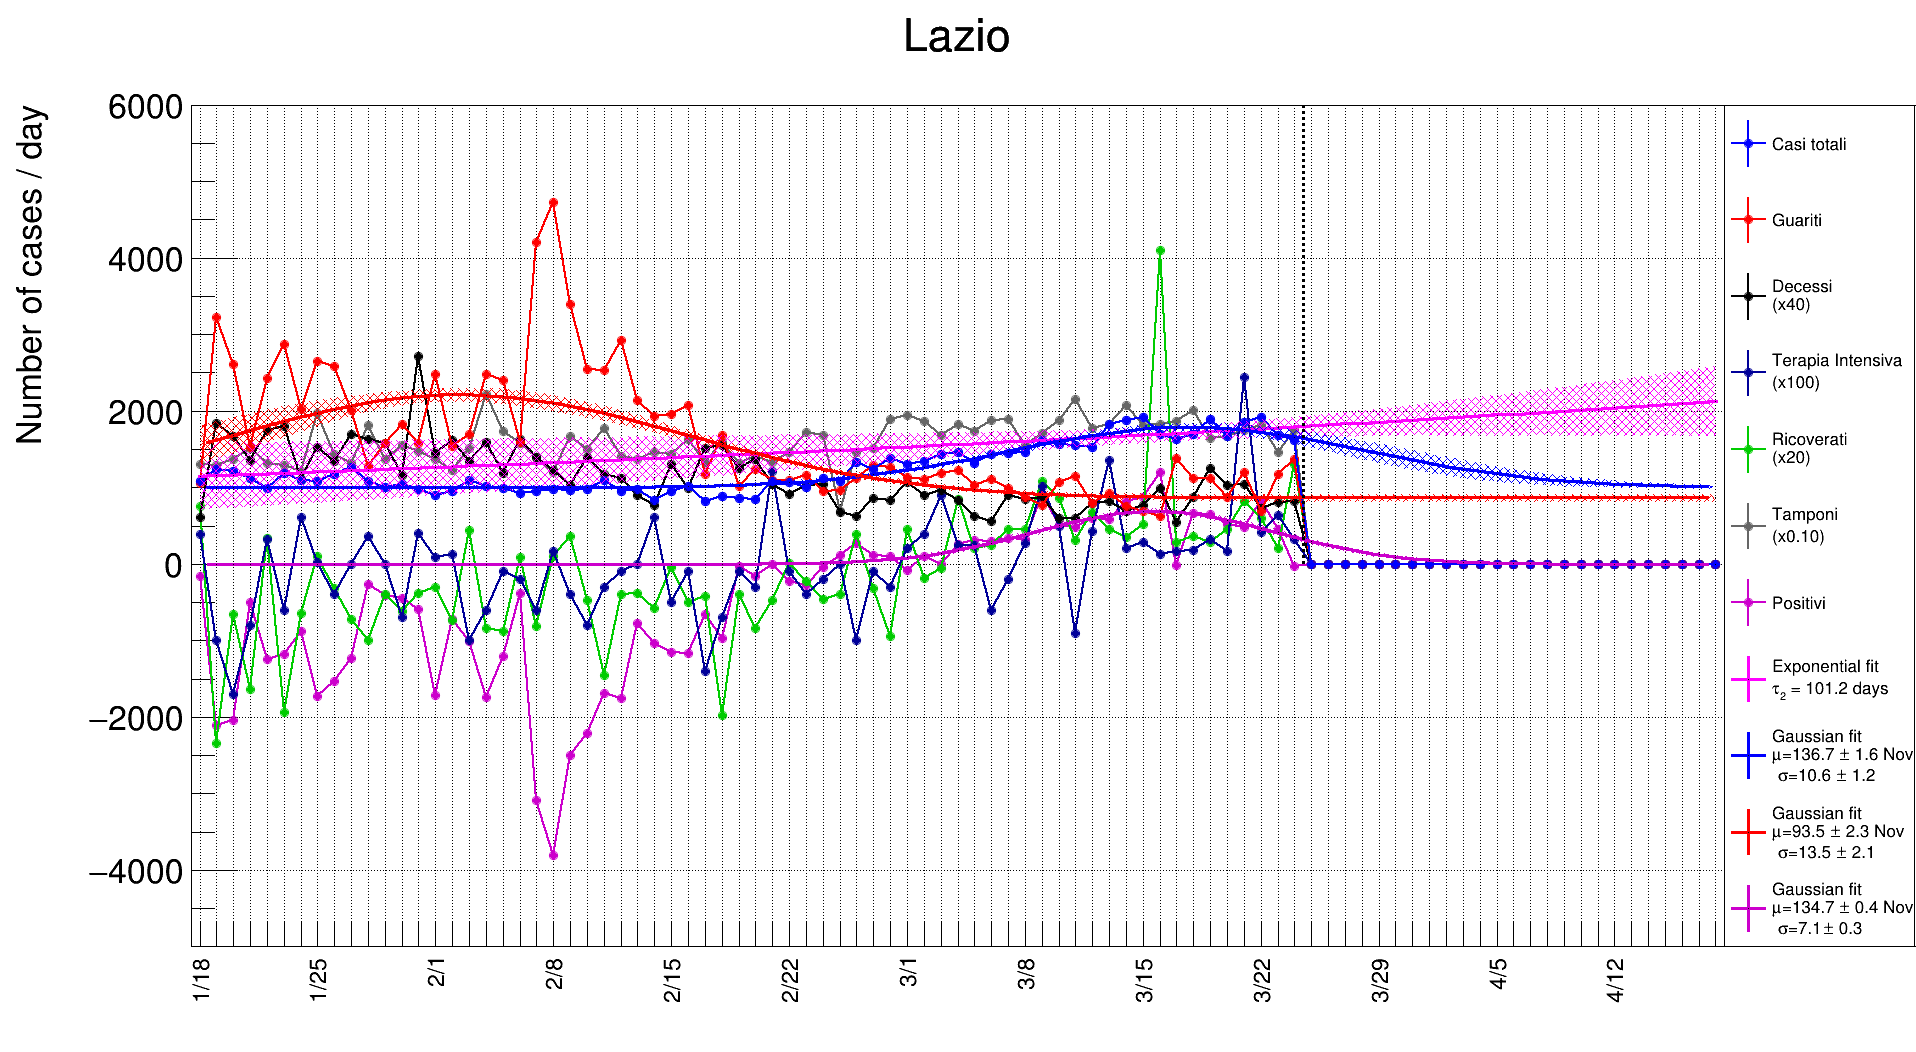 Lazio
Number of cases / day
6000
4000
2000
0
−2000
−4000
1/18
1/25
2/1
2/8
2/15
2/22
3/1
3/8
3/15
3/22
3/29
4/5
4/12
Casi totali
Guariti
Decessi
(x40)
Terapia Intensiva
(x100)
Ricoverati
(x20)
Tamponi
(x0.10)
Positivi
Exponential fit
τ₂ = 101.2 days
Gaussian fit
μ=136.7 ± 1.6 Nov
σ=10.6 ± 1.2
Gaussian fit
μ=93.5 ± 2.3 Nov
σ=13.5 ± 2.1
Gaussian fit
μ=134.7 ± 0.4 Nov
σ=7.1 ± 0.3